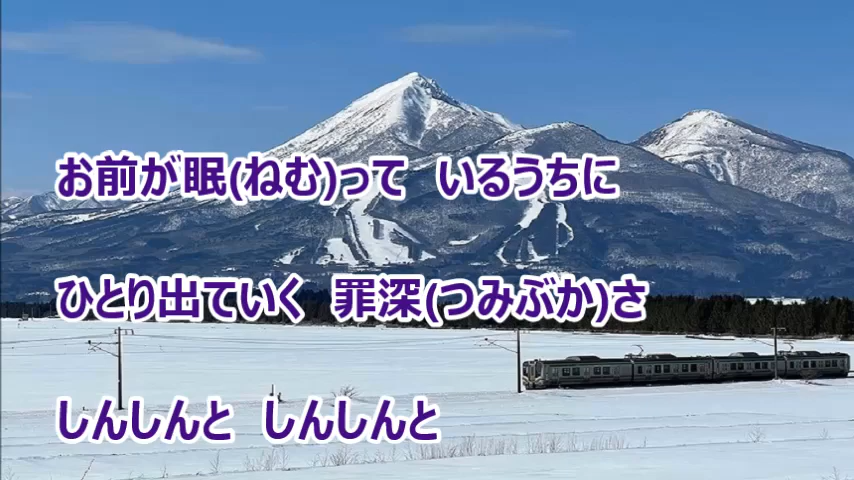 お前が眠(ねむ)って　いるうちに
ひとり出ていく　罪深(つみぶか)さ
しんしんと　しんしんと